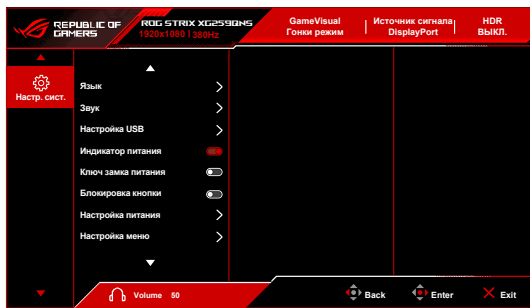 REPUBLIC OF
GAMERS
ROG STRIX XG259QNS
1920x1080 | 380Hz
GameVisual
Гонки режим
Источник сигнала
DisplayPort
HDR
ВЫКЛ.
Настр. сист.
Язык
Звук
Настройка USB
Индикатор питания
Ключ замка питания
Блокировка кнопки
Настройка питания
Настройка меню
Volume 50
Back
Enter
Exit